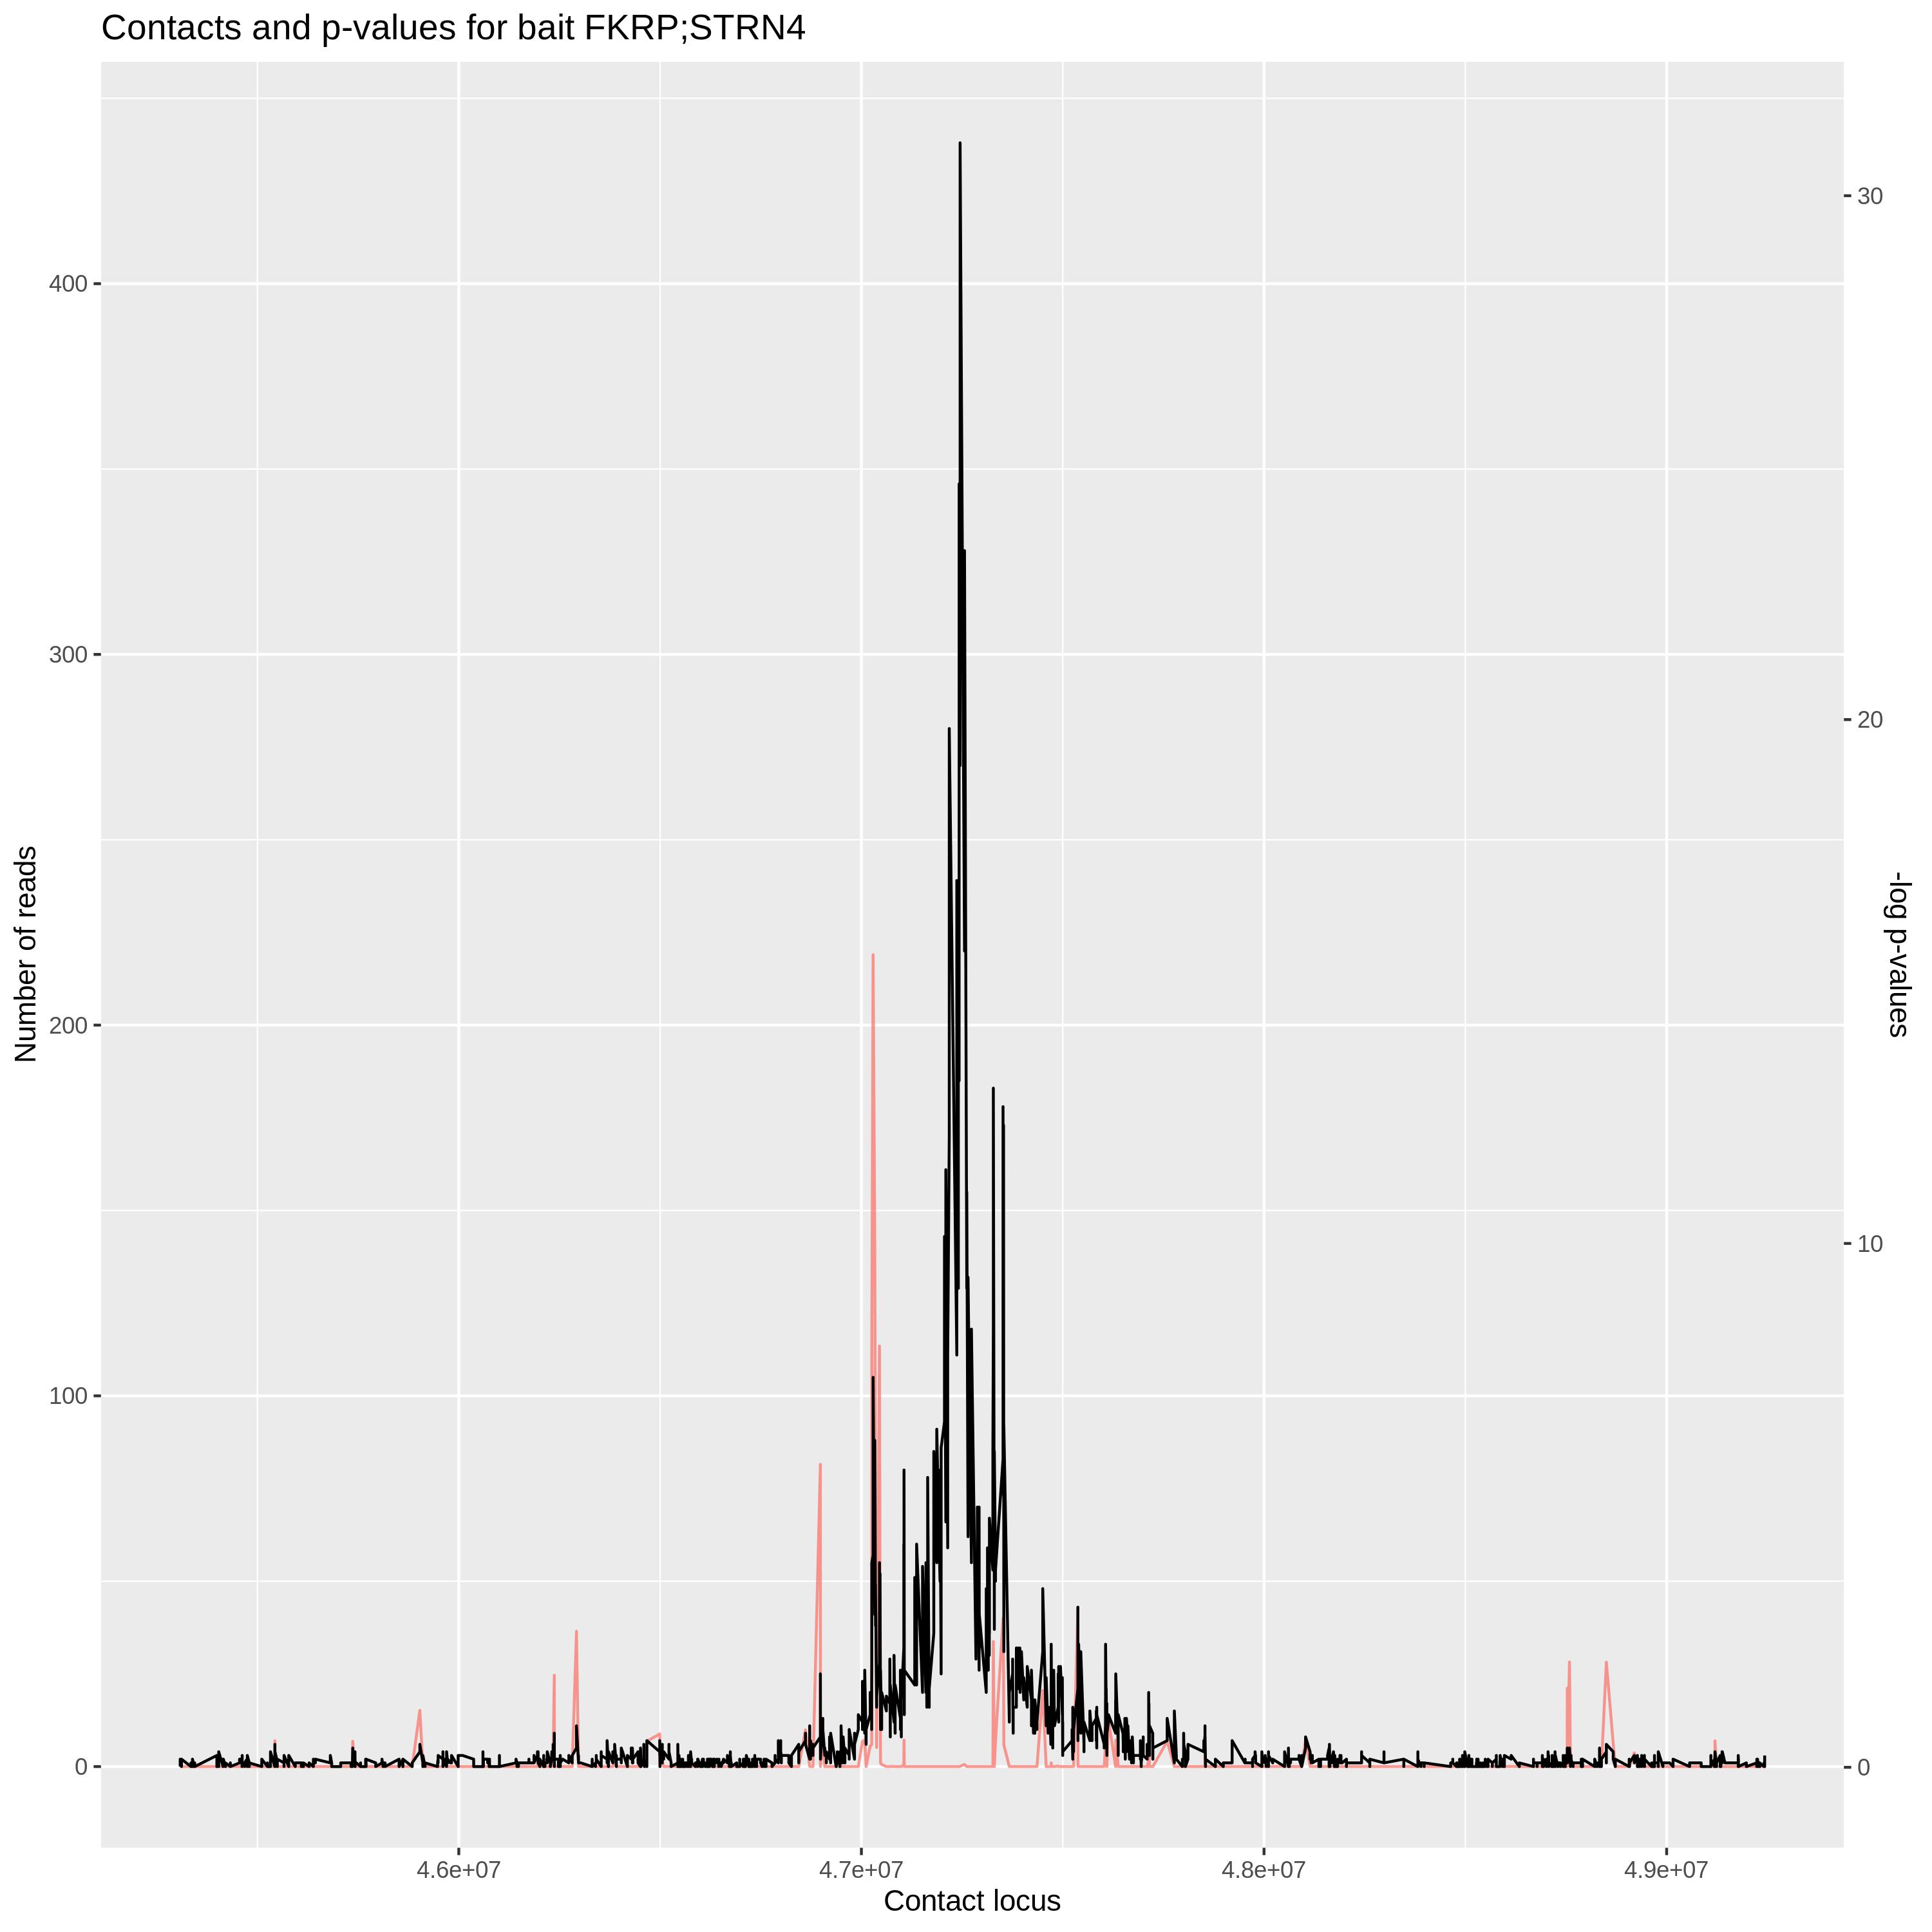 Contacts and p-values for bait FKRP;STRN4
400
300
200
100
0
Number of reads
30
20
10
0
-log p-values
4.6e+07
4.7e+07
4.8e+07
4.9e+07
Contact locus